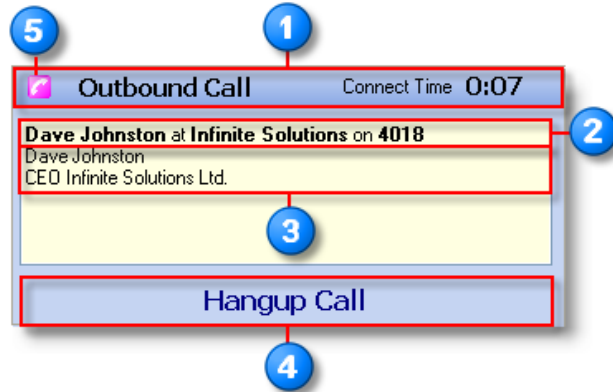 5
1
Outbound Call Connect Time 0:07
Dave Johnston at Infinite Solutions on 4018
2
Dave Johnston
CEO Infinite Solutions Ltd.
3
Hangup Call
4